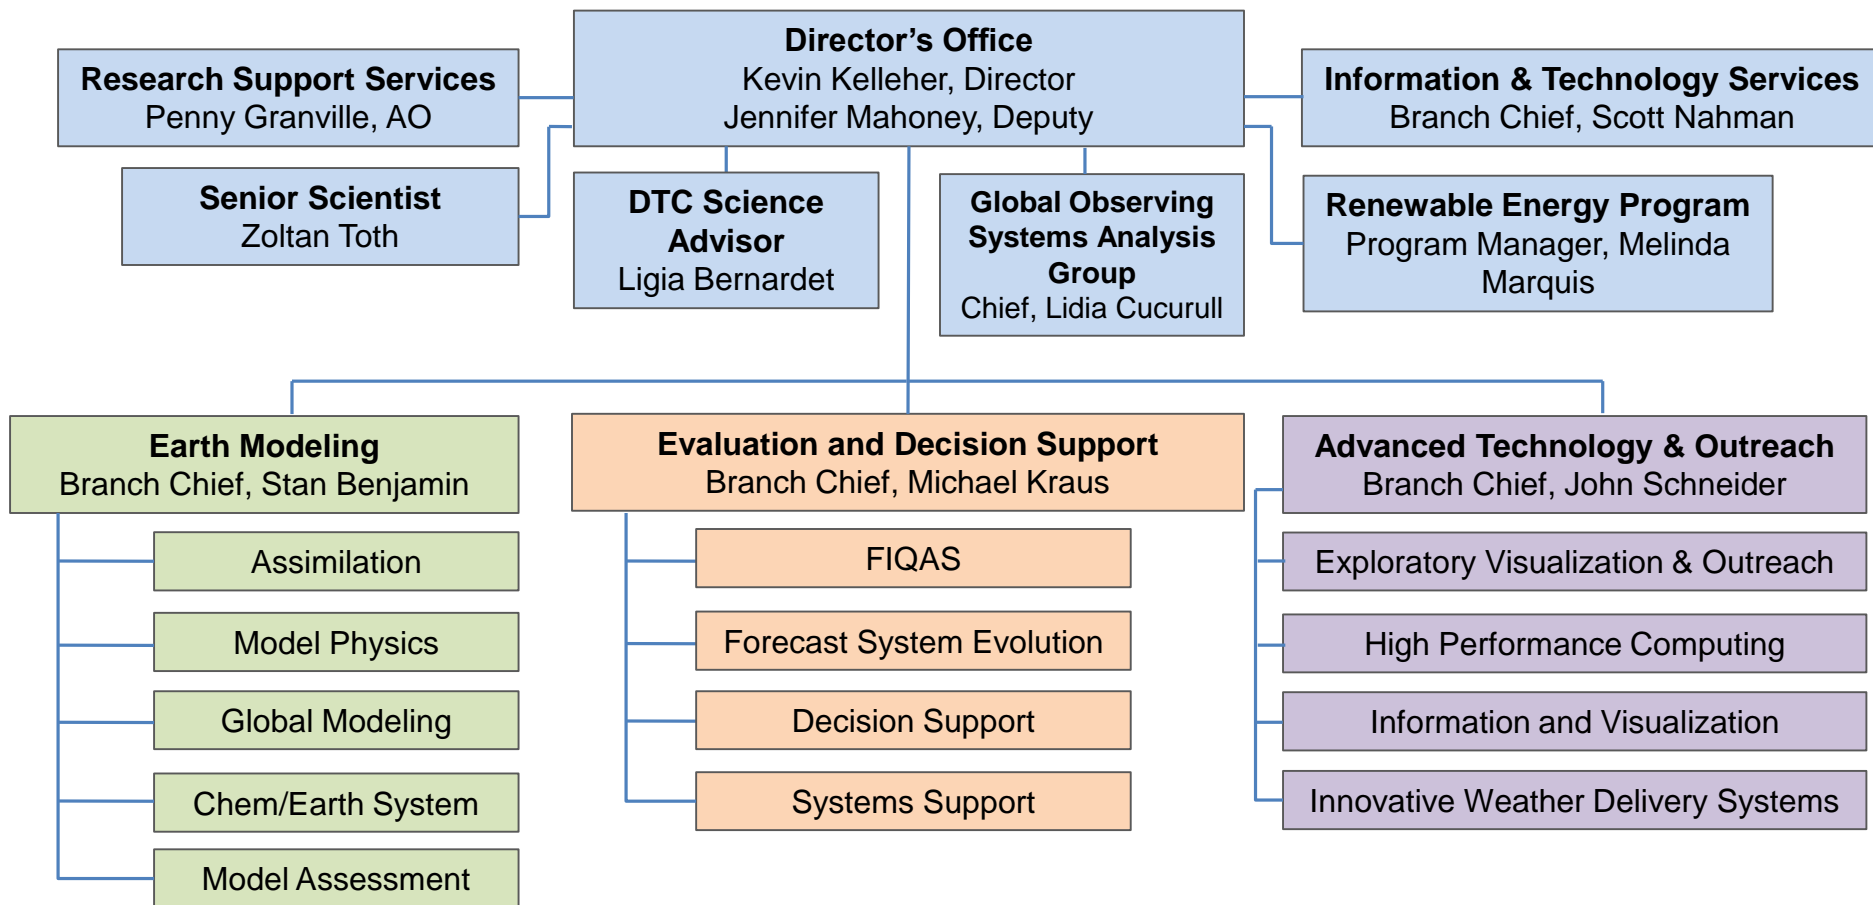 Director’s Office
Kevin Kelleher, Director
Jennifer Mahoney, Deputy
Research Support Services
Penny Granville, AO
Information & Technology Services
Branch Chief, Scott Nahman
Senior Scientist
Zoltan Toth
DTC Science
Advisor
Ligia Bernardet
Global Observing
Systems Analysis
Group
Chief, Lidia Cucurull
Renewable Energy Program
Program Manager, Melinda
Marquis
Earth Modeling
Branch Chief, Stan Benjamin
Assimilation
Model Physics
Global Modeling
Chem/Earth System
Model Assessment
Evaluation and Decision Support
Branch Chief, Michael Kraus
FIQAS
Forecast System Evolution
Decision Support
Systems Support
Advanced Technology & Outreach
Branch Chief, John Schneider
Exploratory Visualization & Outreach
High Performance Computing
Information and Visualization
Innovative Weather Delivery Systems